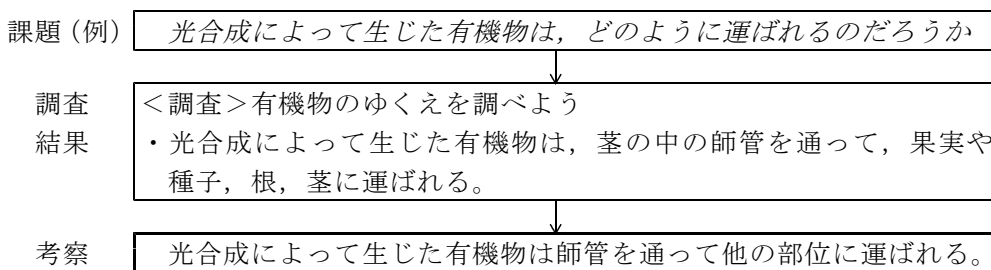 課題（例） 光合成によって生じた有機物は，どのように運ばれるのだろうか
調査 ＜調査＞有機物のゆくえを調べよう
結果 ・光合成によって生じた有機物は，茎の中の師管を通って，果実や
種子，根，茎に運ばれる。
考察 光合成によって生じた有機物は師管を通って他の部位に運ばれる。